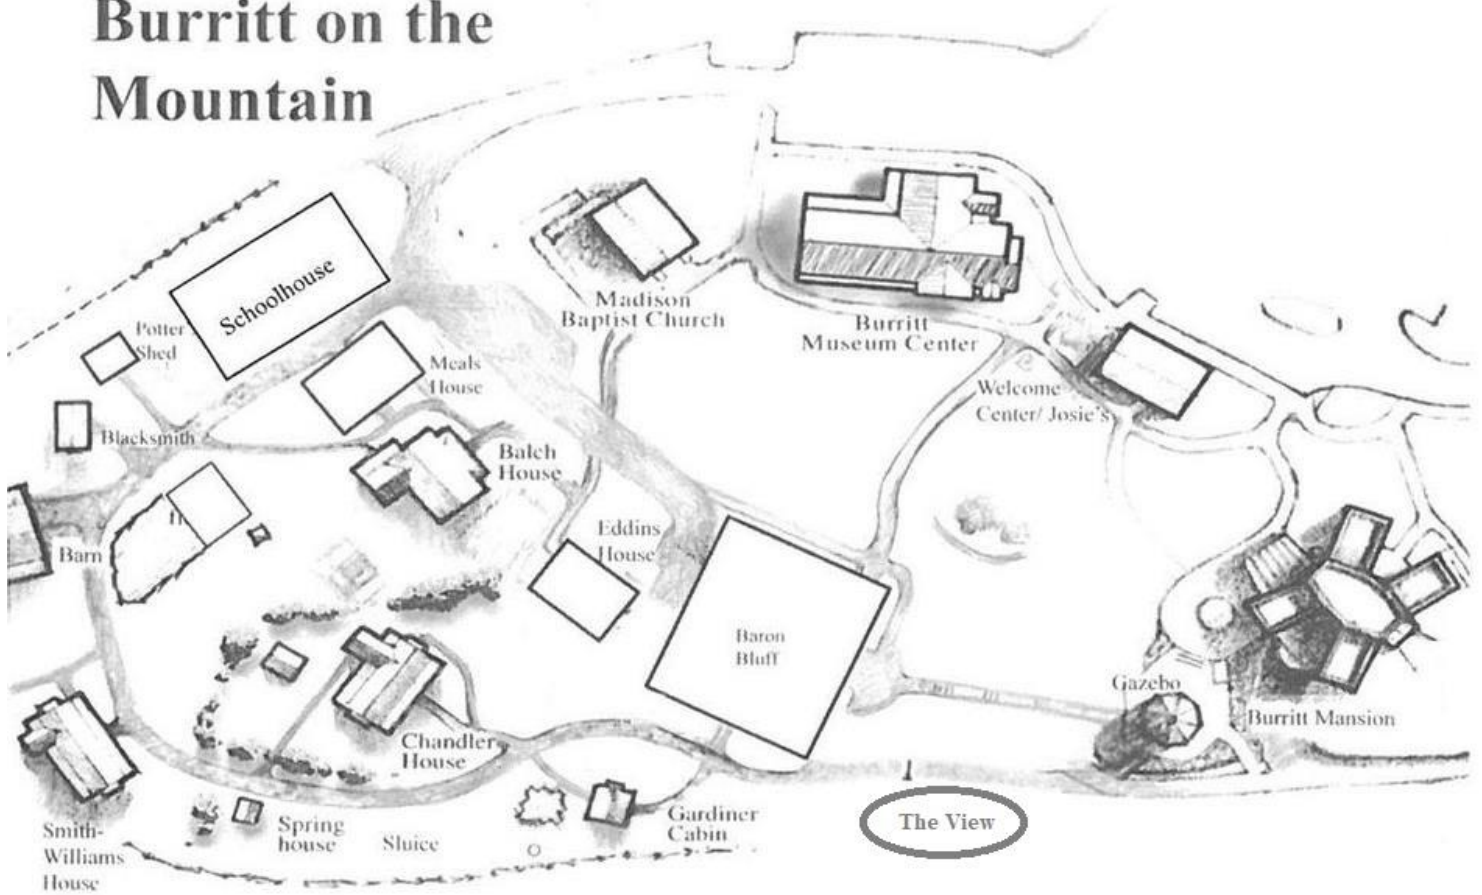 Burritt on the
Mountain
Schoolhouse
Potter
Shed
Meals
House
Madison
Baptist Church
Burritt
Museum Center
Welcome
Center/ Josie's
Blacksmith
Balch
House
Eddins
House
Barn
Baron
Bluff
Gazebo
Burritt Mansion
Chandler
House
Gardiner
Cabin
The View
Spring
house
Sluice
Smith-
Williams
House